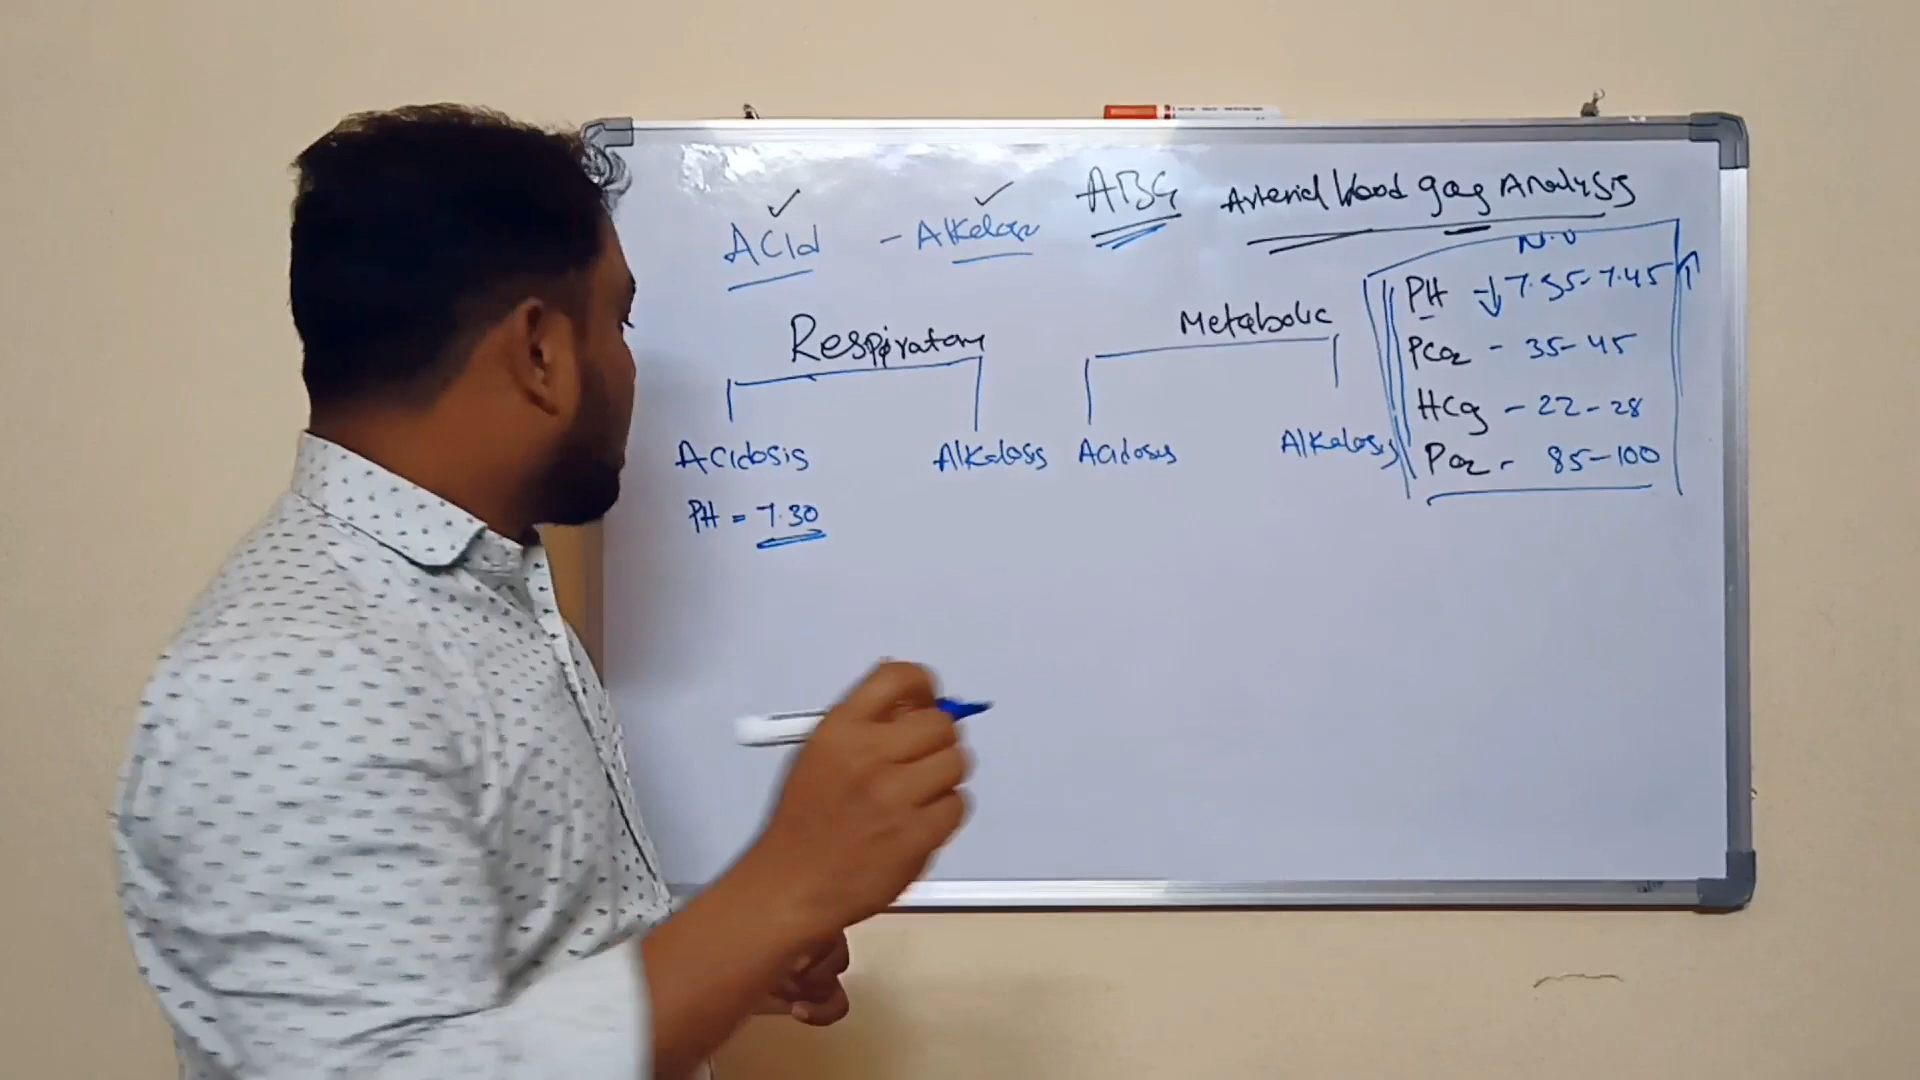 ABG Arterial blood gas Analysis
ACId - Alkalan
N.V
PH - ↓ 7.35-7.45 ↑
PCO2 - 35-45
HCO3 - 22-28
PO2 - 85-100
Respiratory
Metabolic
Acidosis Alkalosis Acidosis Alkalosis
PH = 7.30